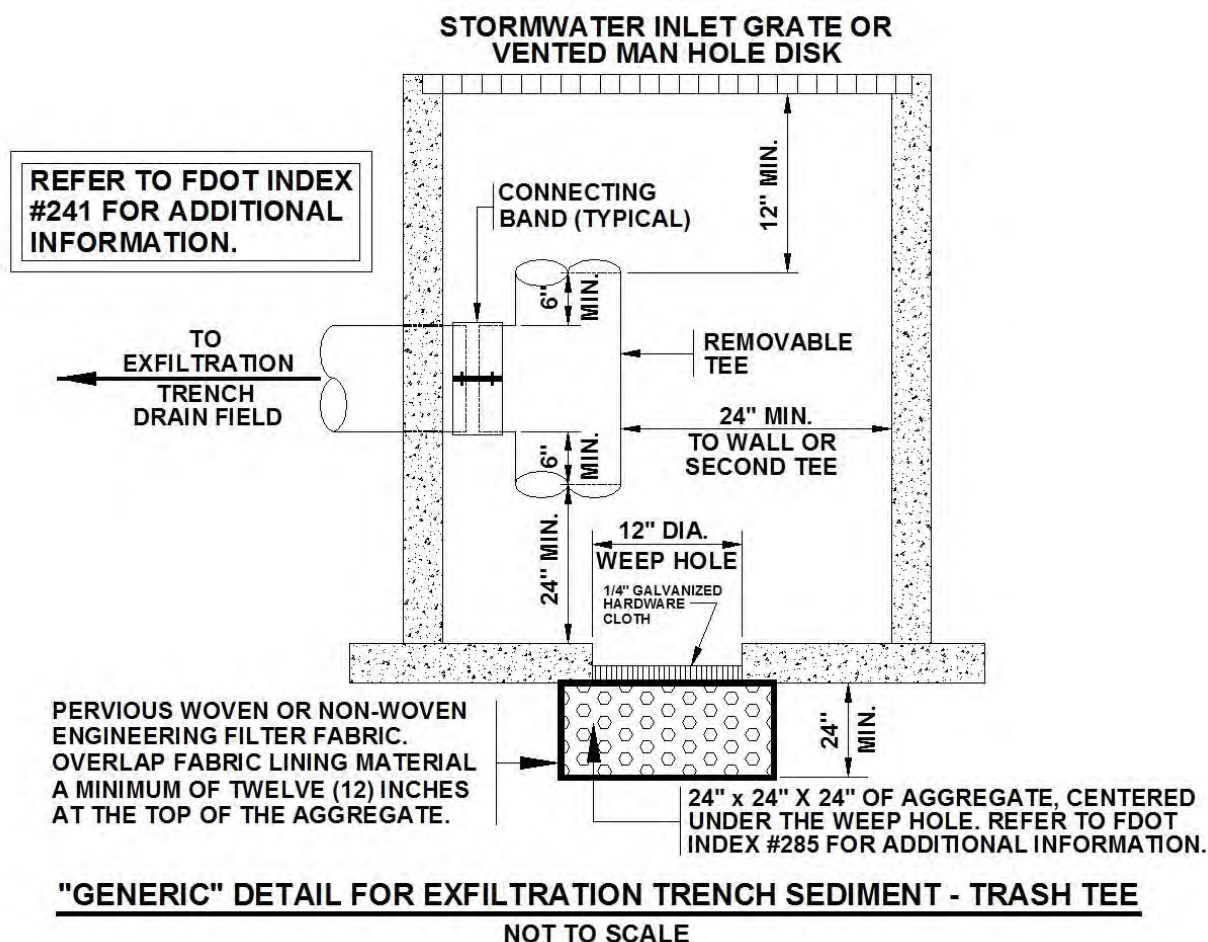 STORMWATER INLET GRATE OR
VENTED MAN HOLE DISK
REFER TO FDOT INDEX
#241 FOR ADDITIONAL
INFORMATION.
CONNECTING
BAND (TYPICAL)
12" MIN.
6"
MIN.
TO
EXFILTRATION
TRENCH
DRAIN FIELD
REMOVABLE
TEE
24" MIN.
TO WALL OR
SECOND TEE
6"
MIN.
24" MIN.
12" DIA.
WEEP HOLE
1/4" GALVANIZED
HARDWARE
CLOTH
PERVIOUS WOVEN OR NON-WOVEN
ENGINEERING FILTER FABRIC.
OVERLAP FABRIC LINING MATERIAL
A MINIMUM OF TWELVE (12) INCHES
AT THE TOP OF THE AGGREGATE.
24"
MIN.
24" x 24" X 24" OF AGGREGATE, CENTERED
UNDER THE WEEP HOLE. REFER TO FDOT
INDEX #285 FOR ADDITIONAL INFORMATION.
"GENERIC" DETAIL FOR EXFILTRATION TRENCH SEDIMENT - TRASH TEE
NOT TO SCALE